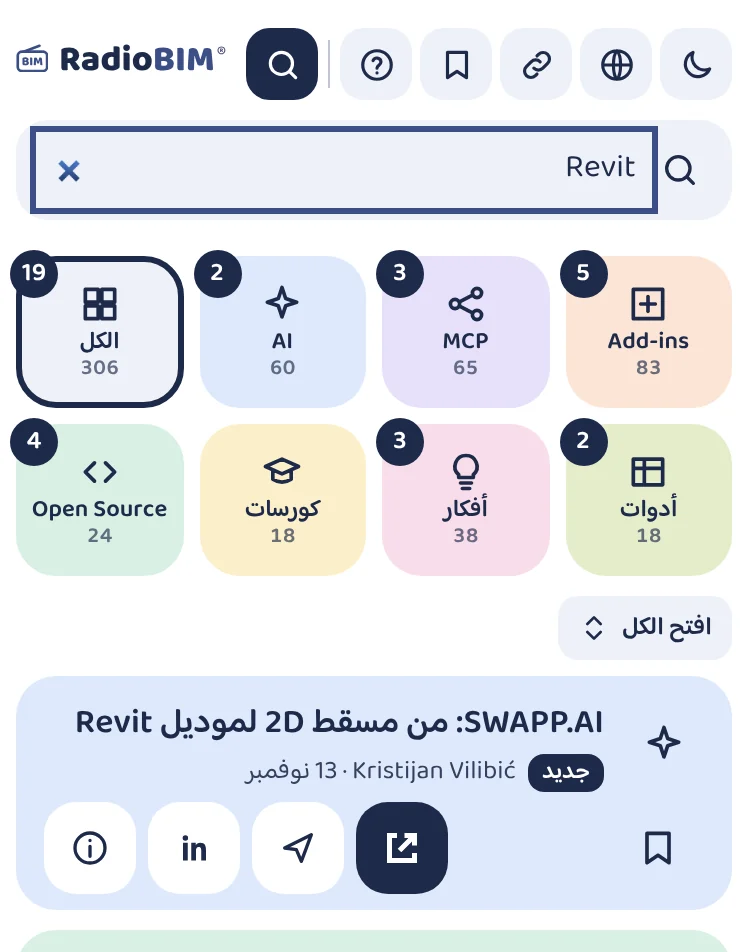 BIM RadioBIM®
Revit
19
الكل
306
2
AI
60
3
MCP
65
5
Add-ins
83
4
Open Source
24
كورسات
18
3
أفكار
38
2
أدوات
18
افتح الكل
SWAPP.AI: من مسقط 2D لموديل Revit
جديد Kristijan Vilibić · 13 نوفمبر
in